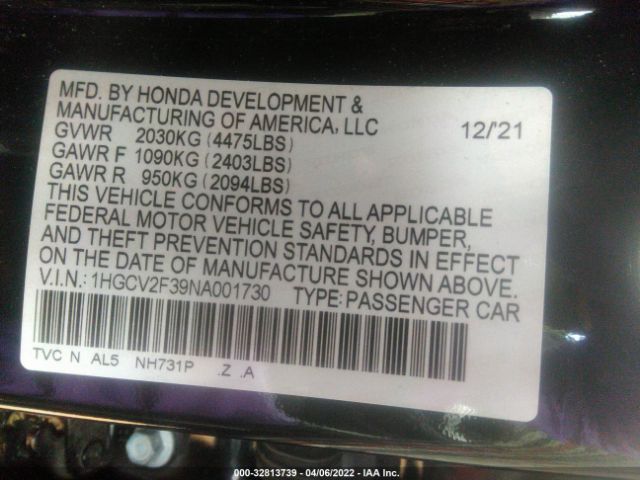 MFD. BY HONDA DEVELOPMENT &
MANUFACTURING OF AMERICA, LLC 12/'21
GVWR 2030KG (4475LBS)
GAWR F 1090KG (2403LBS)
GAWR R 950KG (2094LBS)
THIS VEHICLE CONFORMS TO ALL APPLICABLE
FEDERAL MOTOR VEHICLE SAFETY, BUMPER,
AND THEFT PREVENTION STANDARDS IN EFFECT
ON THE DATE OF MANUFACTURE SHOWN ABOVE.
V.I.N.: 1HGCV2F39NA001730 TYPE: PASSENGER CAR
TVC N AL5 NH731P .Z .A
000-32813739 - 04/06/2022 - IAA Inc.